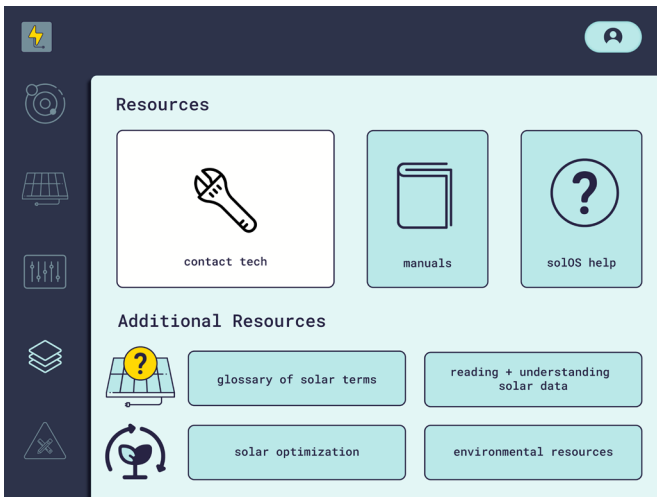 Resources
contact tech
manuals
solOS help
Additional Resources
?
glossary of solar terms
reading + understanding
solar data
solar optimization
environmental resources